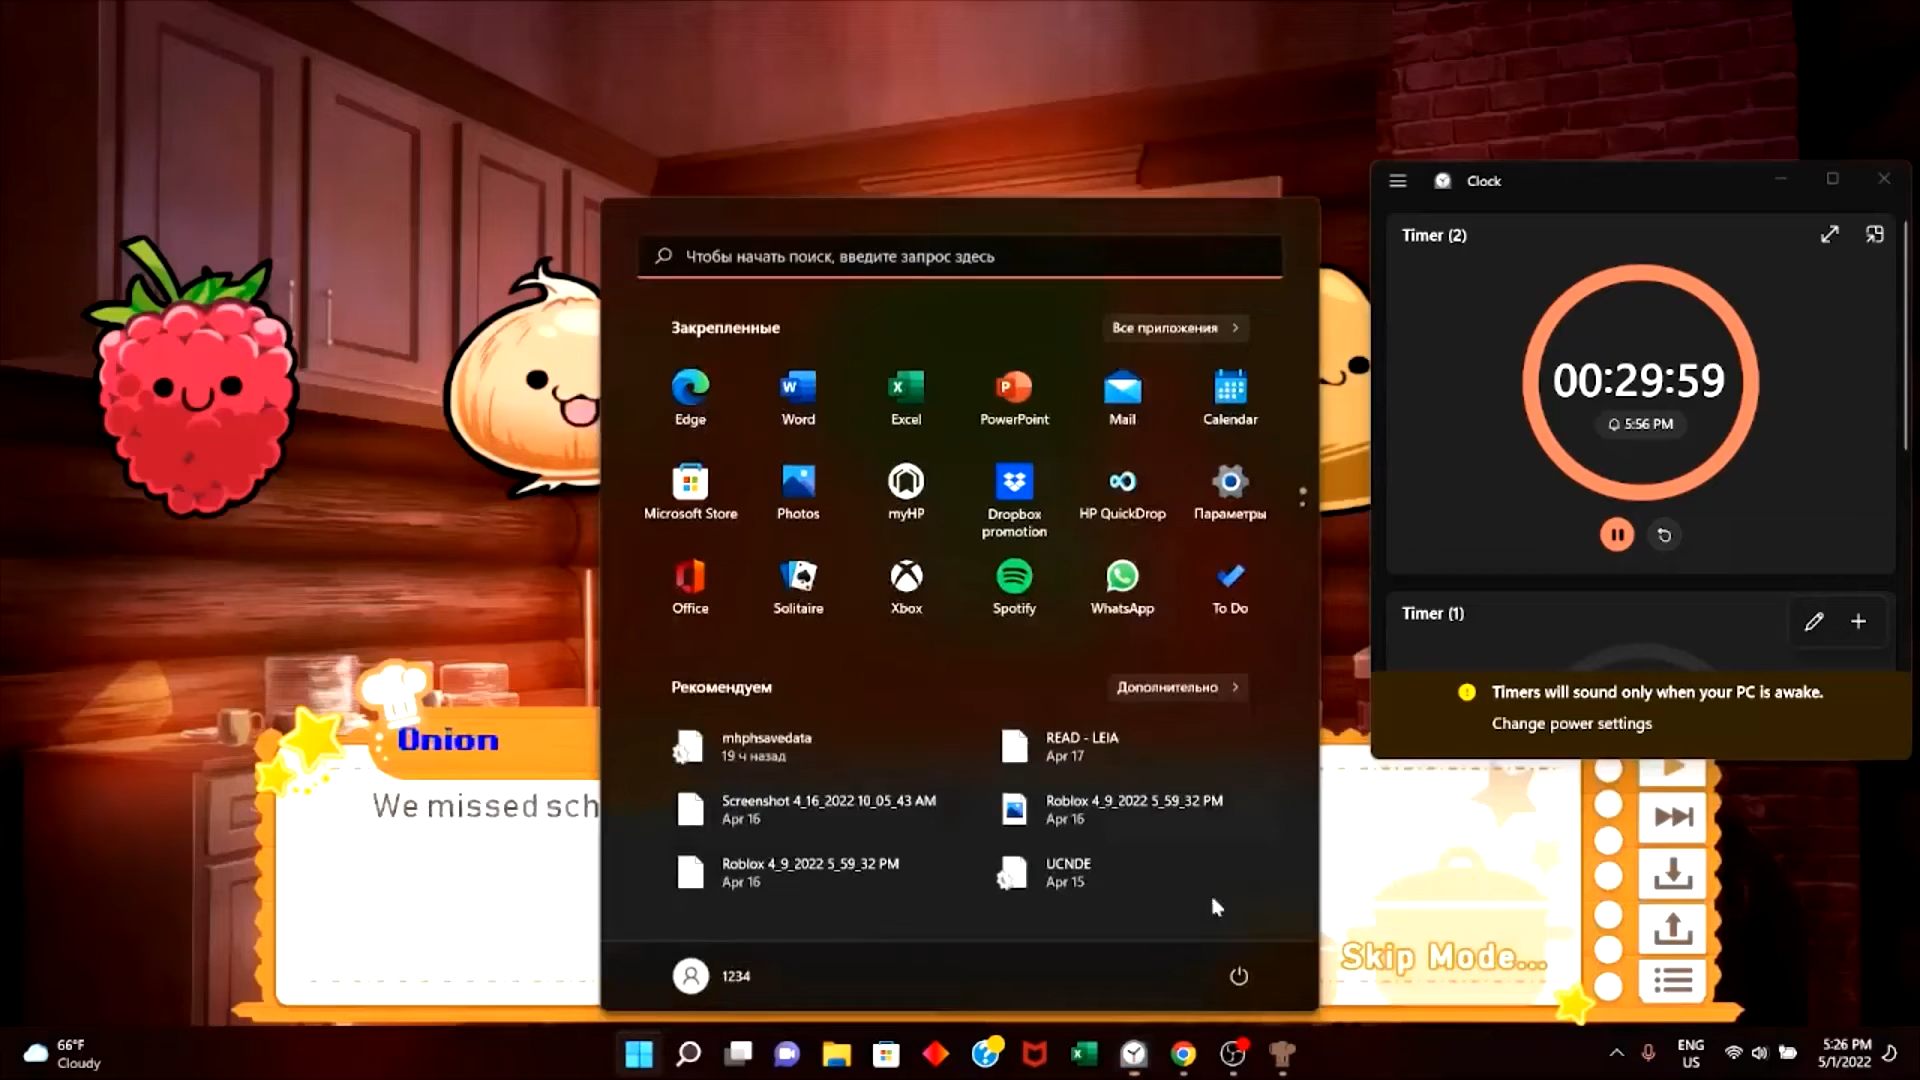 Clock
Timer (2)
00:29:59
5:56 PM
Timer (1)
Timers will sound only when your PC is awake.
Change power settings
Чтобы начать поиск, введите запрос здесь
Закрепленные
Все приложения
Edge
Word
Excel
PowerPoint
Mail
Calendar
Microsoft Store
Photos
myHP
Dropbox
promotion
HP QuickDrop
Параметры
Office
Solitaire
Xbox
Spotify
WhatsApp
To Do
Рекомендуем
Дополнительно
mhphsavedata
19 ч назад
READ - LEIA
Apr 17
Screenshot 4_16_2022 10_05_43 AM
Apr 16
Roblox 4_9_2022 5_59_32 PM
Apr 16
Roblox 4_9_2022 5_59_32 PM
Apr 16
UCNDE
Apr 15
1234
Onion
We missed sch
Skip Mode...
66°F
Cloudy
ENG
US
5:26 PM
5/1/2022